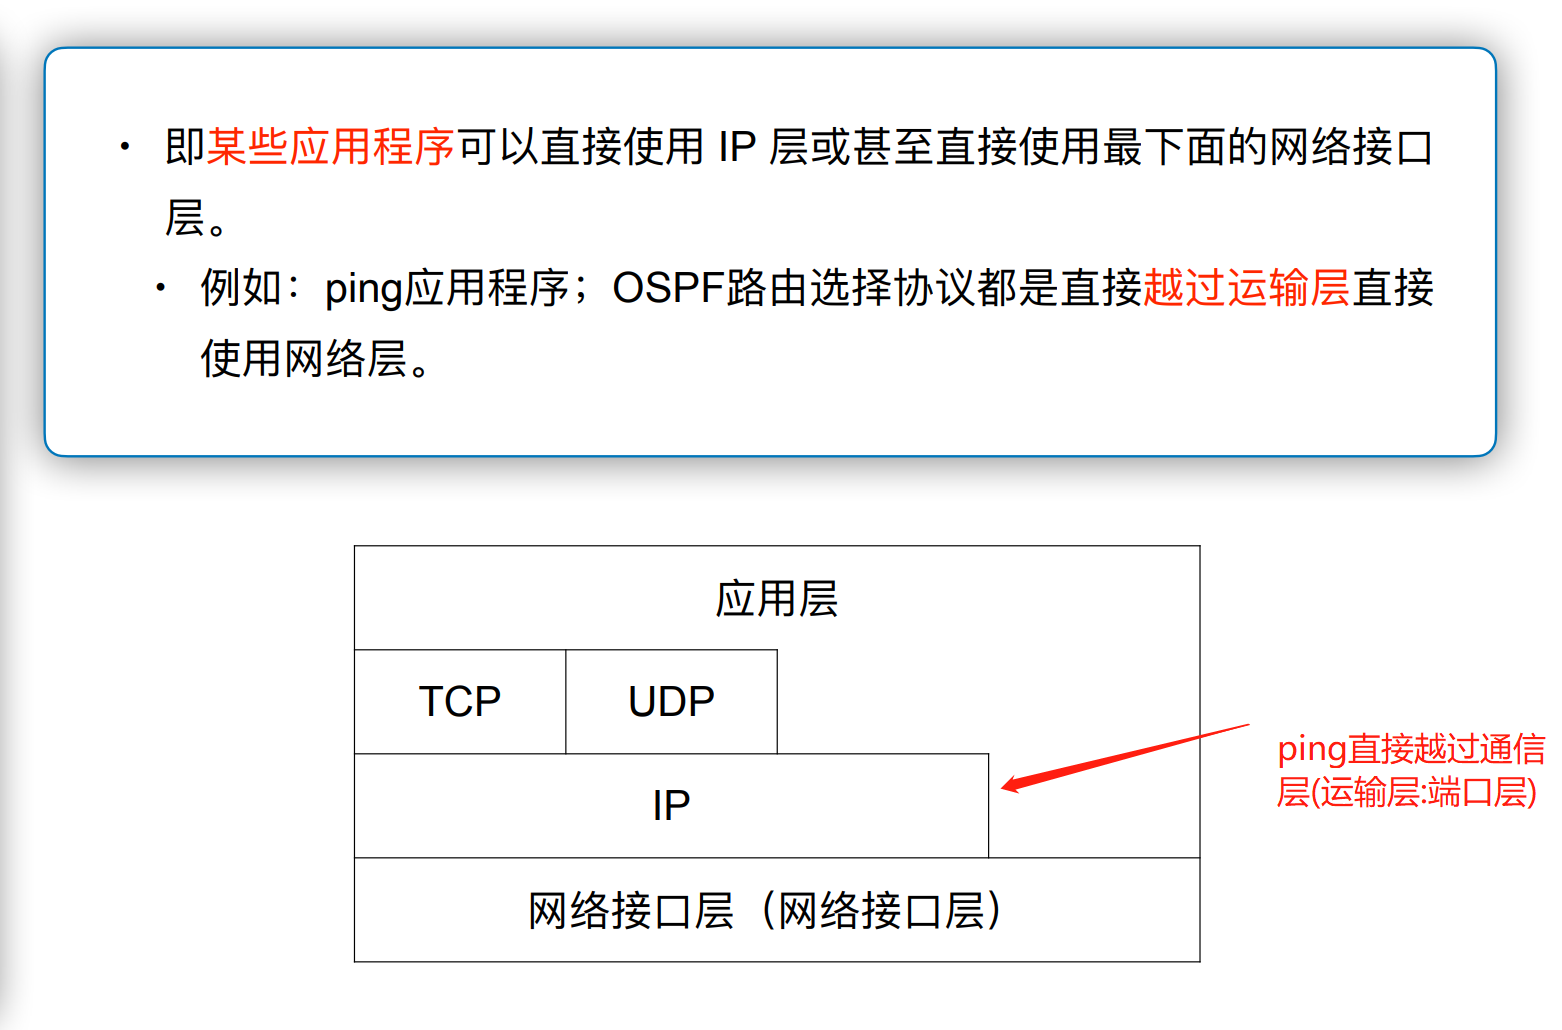 • 即某些应用程序可以直接使用 IP 层或甚至直接使用最下面的网络接口
层。
• 例如：ping应用程序；OSPF路由选择协议都是直接越过运输层直接
使用网络层。
应用层
TCP
UDP
ping直接越过通信
层(运输层:端口层)
IP
网络接口层（网络接口层）